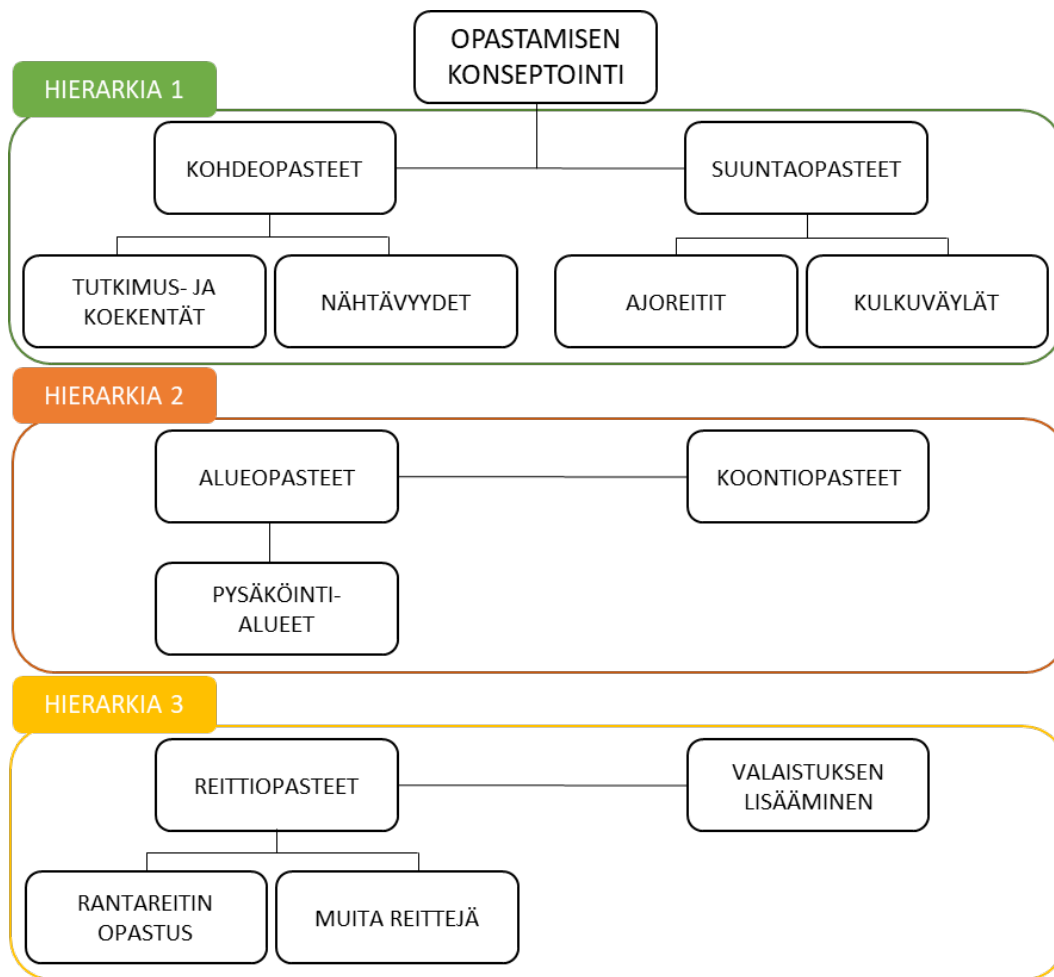 OPASTAMISEN
KONSEPTOINTI
HIERARKIA 1
KOHDEOPASTEET
SUUNTAOPASTEET
TUTKIMUS- JA
KOEKENTÄT
NÄHTÄVYYDET
AJOREITIT
KULKUVÄYLÄT
HIERARKIA 2
ALUEOPASTEET
KOONTIOPASTEET
PYSÄKÖINTI-
ALUEET
HIERARKIA 3
REITTIOPASTEET
VALAISTUKSEN
LISÄÄMINEN
RANTAREITIN
OPASTUS
MUITA REITTEJÄ